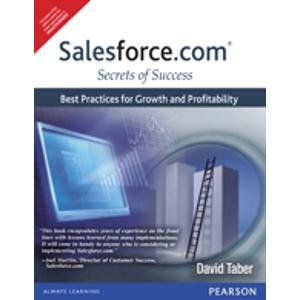 Salesforce.com®
Secrets of Success
Best Practices for Growth and Profitability
"This book encapsulates years of experience on the front
lines with lessons learned from many implementations.
It will come in handy to anyone who is considering or
implementing Salesforce.com."
—Joel Martin, Director of Customer Success,
Salesforce.com
David Taber
ALWAYS LEARNING
PEARSON